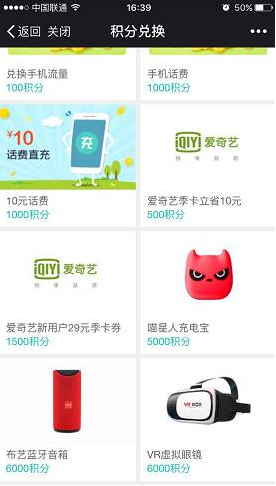 中国联通 16:39 50%
返回 关闭 积分兑换
兑换手机流量
100积分
手机话费
100积分
¥10
话费直充
充
10元话费
1000积分
iQIY 爱奇艺
悦享品质
爱奇艺季卡立省10元
500积分
iQIY 爱奇艺
悦享品质
爱奇艺新用户29元季卡券
1500积分
喵星人充电宝
5000积分
布艺蓝牙音箱
6000积分
VR BOX
VR虚拟眼镜
6000积分